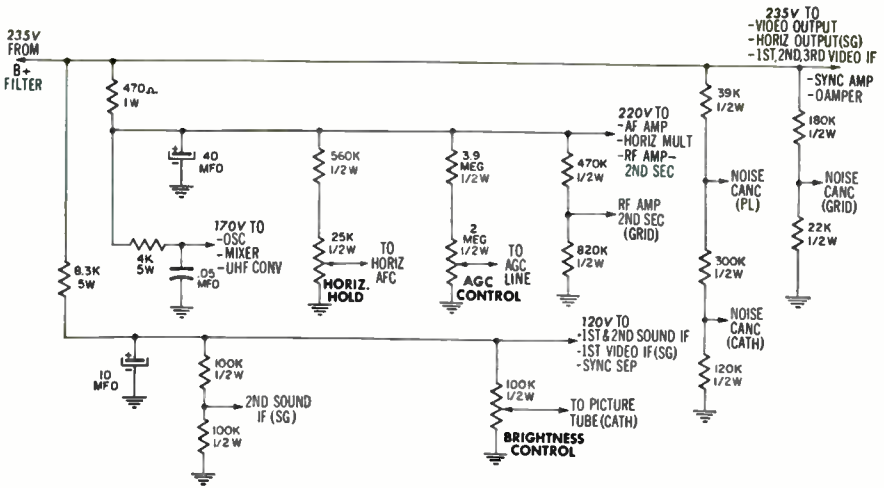 235V
FROM
B+
FILTER
235V TO
-VIDEO OUTPUT
-HORIZ OUTPUT(SG)
-1ST,2ND,3RD VIDEO IF
-SYNC AMP
-OAMPER
470Ω
1W
40
MFO
560K
1/2W
3.9
MEG
1/2W
220V TO
-AF AMP
-HORIZ MULT
-RF AMP-
2ND SEC
470K
1/2W
39K
1/2W
180K
1/2W
NOISE
CANC
(PL)
NOISE
CANC
(GRID)
RF AMP
2ND SEC
(GRID)
170V TO
-OSC
-MIXER
-UHF CONV
4K
5W
.05
MFO
8.3K
5W
25K
1/2W
TO
HORIZ
AFC
HORIZ.
HOLD
2
MEG
1/2W
TO
AGC
LINE
AGC
CONTROL
820K
1/2W
22K
1/2W
300K
1/2W
NOISE
CANC
(CATH)
120K
1/2W
120V TO
-1ST&2ND SOUND IF
-1ST VIDEO IF(SG)
-SYNC SEP
10
MFO
100K
1/2W
2ND SOUND
IF (SG)
100K
1/2W
100K
1/2W
TO PICTURE
TUBE(CATH)
BRIGHTNESS
CONTROL